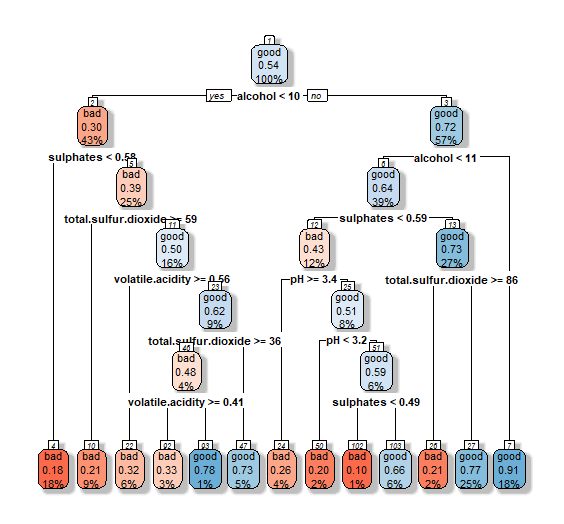 1
good
0.54
100%
yes alcohol < 10 no
2
bad
0.30
43%
3
good
0.72
57%
sulphates < 0.58
alcohol < 11
5
bad
0.39
25%
6
good
0.64
39%
total.sulfur.dioxide >= 59
sulphates < 0.59
11
good
0.50
16%
12
bad
0.43
12%
13
good
0.73
27%
volatile.acidity >= 0.56
pH >= 3.4
total.sulfur.dioxide >= 86
23
good
0.62
9%
25
good
0.51
8%
total.sulfur.dioxide >= 36
pH < 3.2
46
bad
0.48
4%
51
good
0.59
6%
volatile.acidity >= 0.41
sulphates < 0.49
4
bad
0.18
18%
10
bad
0.21
9%
22
bad
0.32
6%
92
bad
0.33
3%
93
good
0.78
1%
47
good
0.73
5%
24
bad
0.26
4%
50
bad
0.20
2%
102
bad
0.10
1%
103
good
0.66
6%
26
bad
0.21
2%
27
good
0.77
25%
7
good
0.91
18%